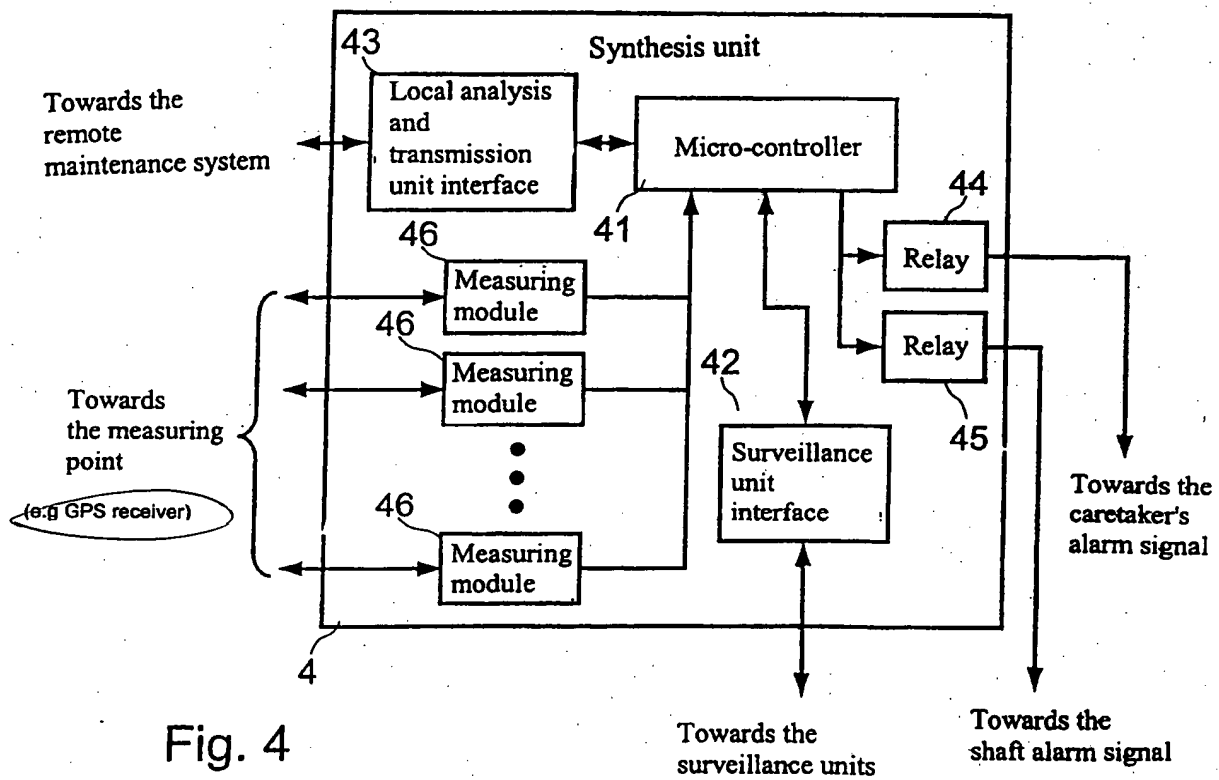 Synthesis unit
43
Local analysis
and
transmission
unit interface
Towards the
remote
maintenance system
Micro-controller
41
44
Relay
46
Measuring
module
46
Measuring
module
Relay
45
42
Surveillance
unit
interface
Towards
the measuring
point
(e.g GPS receiver)
46
Measuring
module
Towards the
caretaker's
alarm signal
4
Fig. 4
Towards the
surveillance units
Towards the
shaft alarm signal